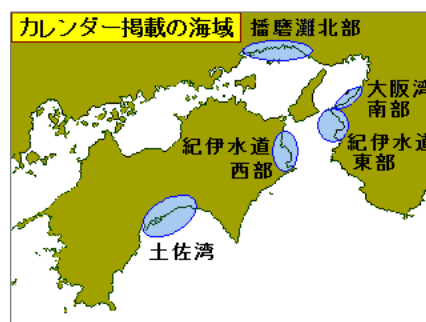 カレンダー掲載の海域
播磨灘北部
大阪湾
南部
紀伊水道
西部
紀伊水道
東部
土佐湾